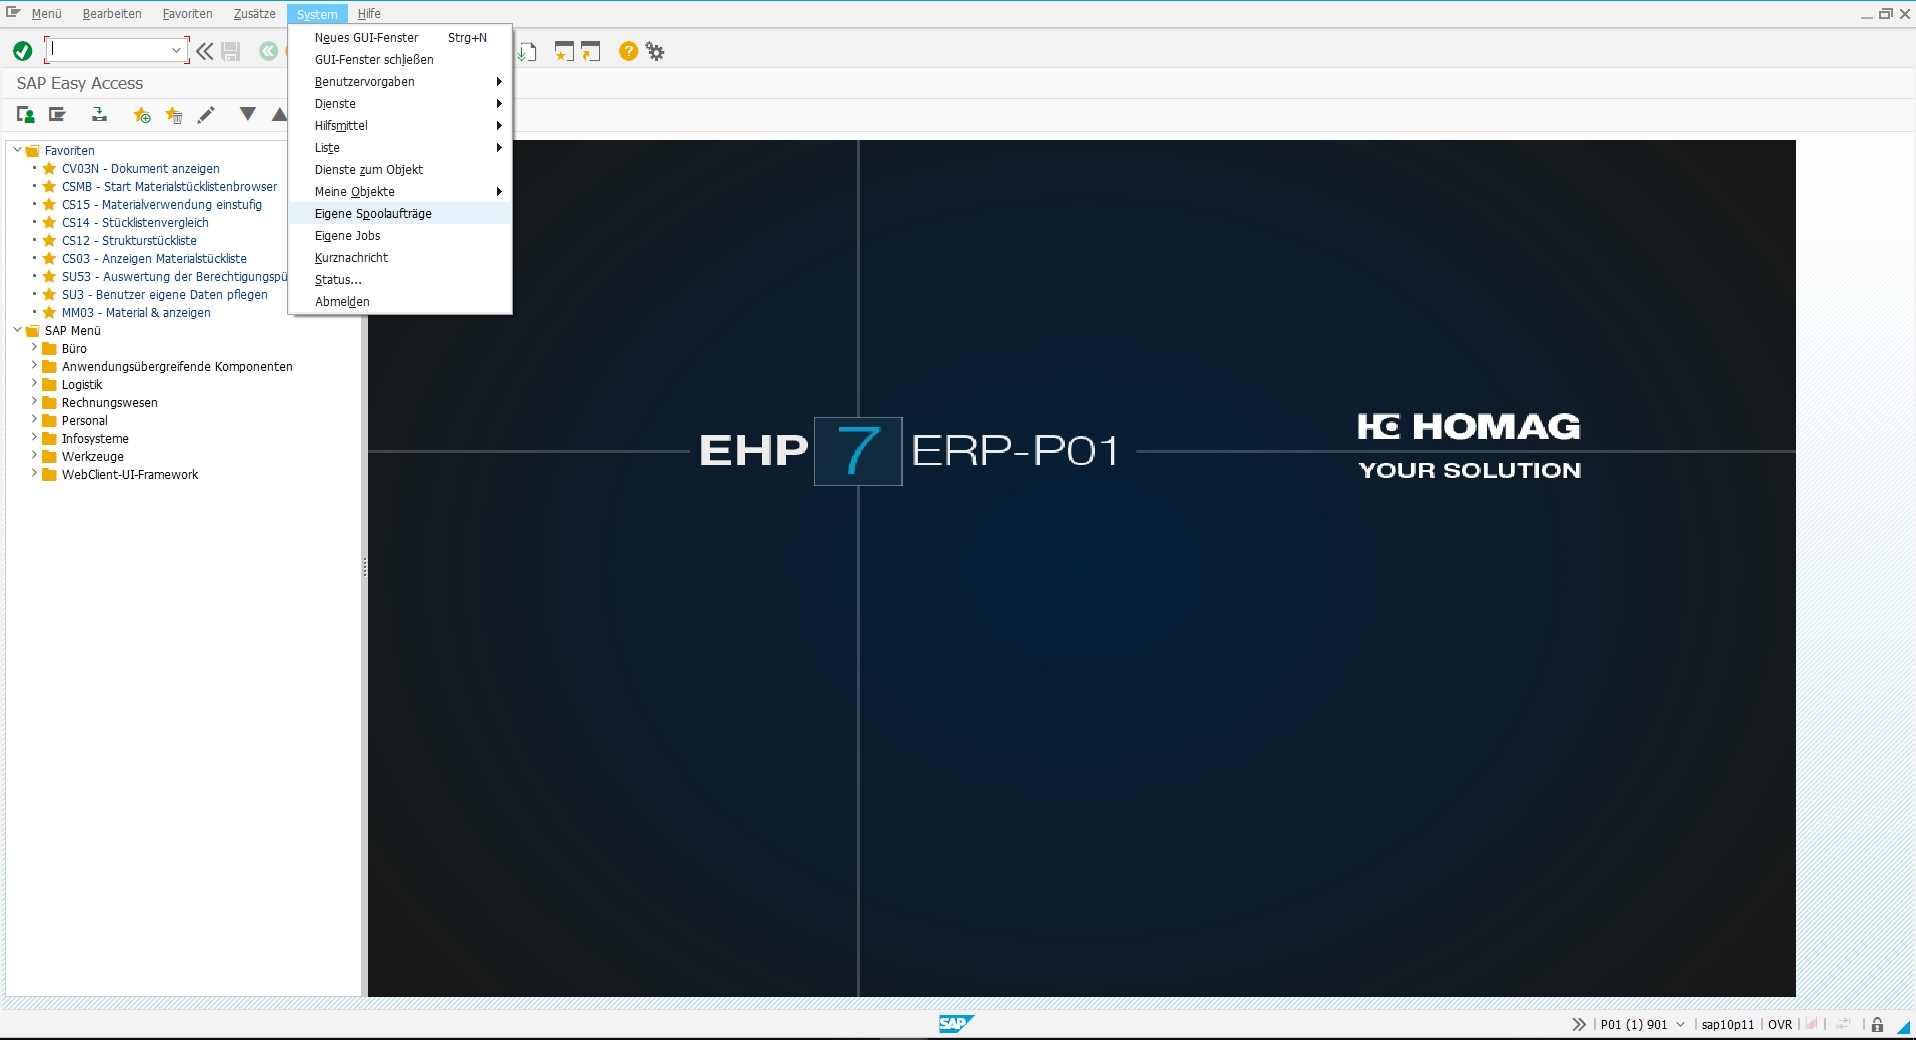 Menü Bearbeiten Favoriten Zusätze System Hilfe
Neues GUI-Fenster Strg+N
GUI-Fenster schließen
Benutzervorgaben
Dienste
Hilfsmittel
Liste
Dienste zum Objekt
Meine Objekte
Eigene Spoolaufträge
Eigene Jobs
Kurznachricht
Status...
Abmelden
SAP Easy Access
Favoriten
CV03N - Dokument anzeigen
CSMB - Start Materialstücklistenbrowser
CS15 - Materialverwendung einstufig
CS14 - Stücklistenvergleich
CS12 - Strukturstückliste
CS03 - Anzeigen Materialstückliste
SU53 - Auswertung der Berechtigungspü
SU3 - Benutzer eigene Daten pflegen
MM03 - Material & anzeigen
SAP Menü
Büro
Anwendungsübergreifende Komponenten
Logistik
Rechnungswesen
Personal
Infosysteme
Werkzeuge
WebClient-UI-Framework
EHP 7 ERP-P01
HOMAG
YOUR SOLUTION
SAP
P01 (1) 901 sap10p11 OVR